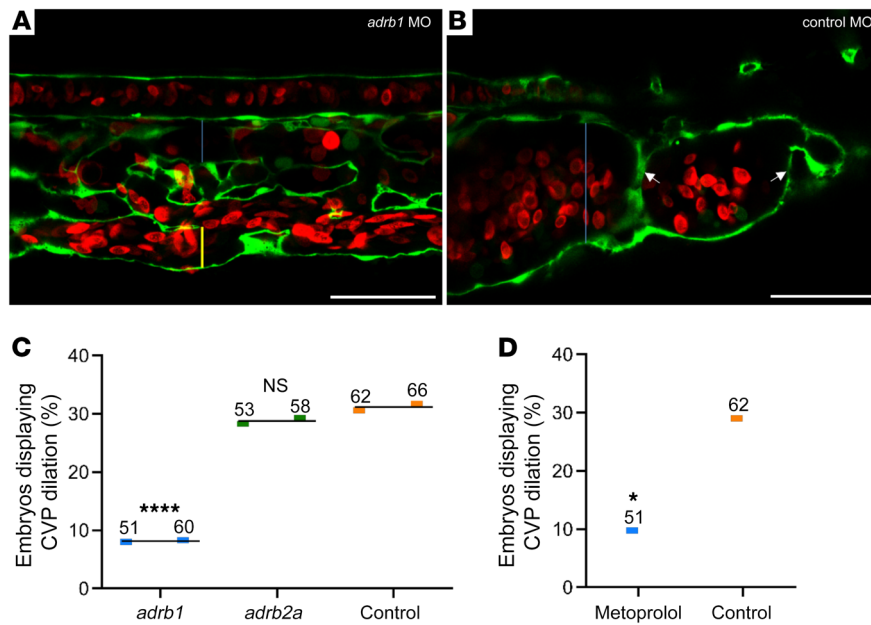 A
adrb1 MO
B
control MO
C
Embryos displaying
CVP dilation (%)
40
30
20
10
0
****
51
60
NS
53
58
62
66
adrb1
adrb2a
Control
D
Embryos displaying
CVP dilation (%)
40
30
20
10
0
*
51
62
Metoprolol
Control